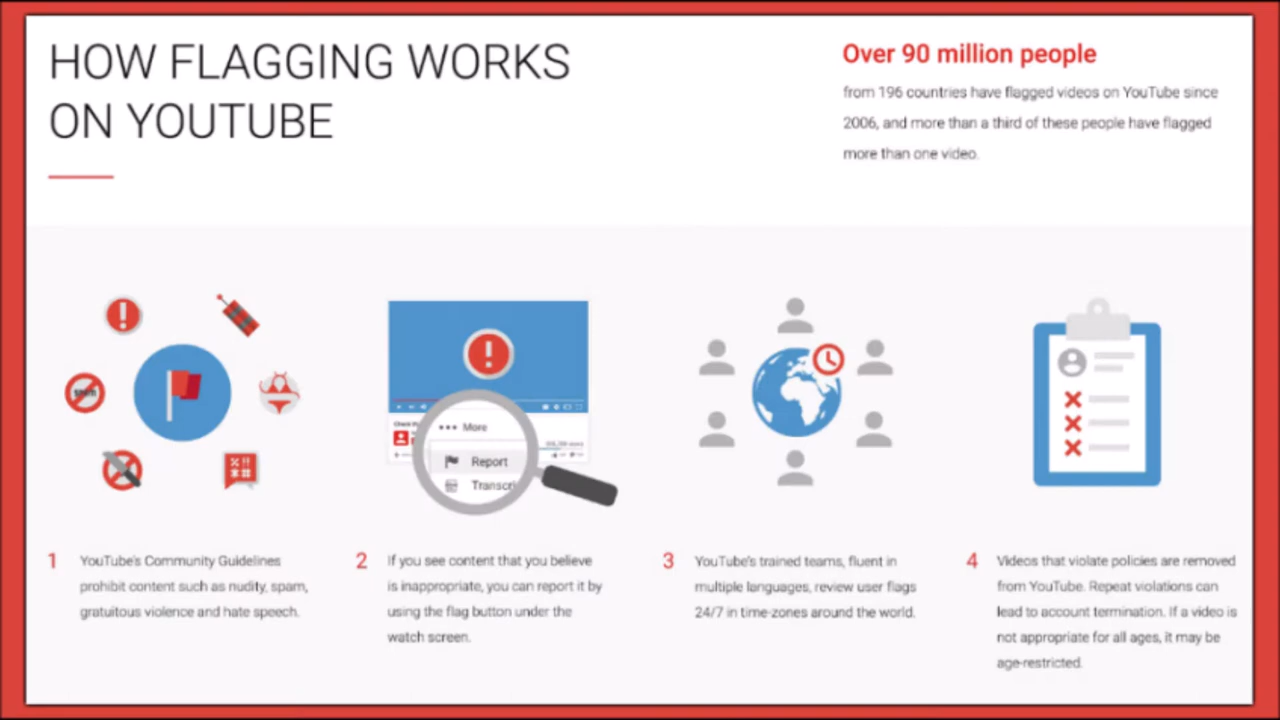 HOW FLAGGING WORKS
ON YOUTUBE
Over 90 million people
from 196 countries have flagged videos on YouTube since
2006, and more than a third of these people have flagged
more than one video.
More
Report
Transcri
1 YouTube's Community Guidelines
prohibit content such as nudity, spam,
gratuitous violence and hate speech.
2 If you see content that you believe
is inappropriate, you can report it by
using the flag button under the
watch screen.
3 YouTube's trained teams, fluent in
multiple languages, review user flags
24/7 in time-zones around the world.
4 Videos that violate policies are removed
from YouTube. Repeat violations can
lead to account termination. If a video is
not appropriate for all ages, it may be
age-restricted.